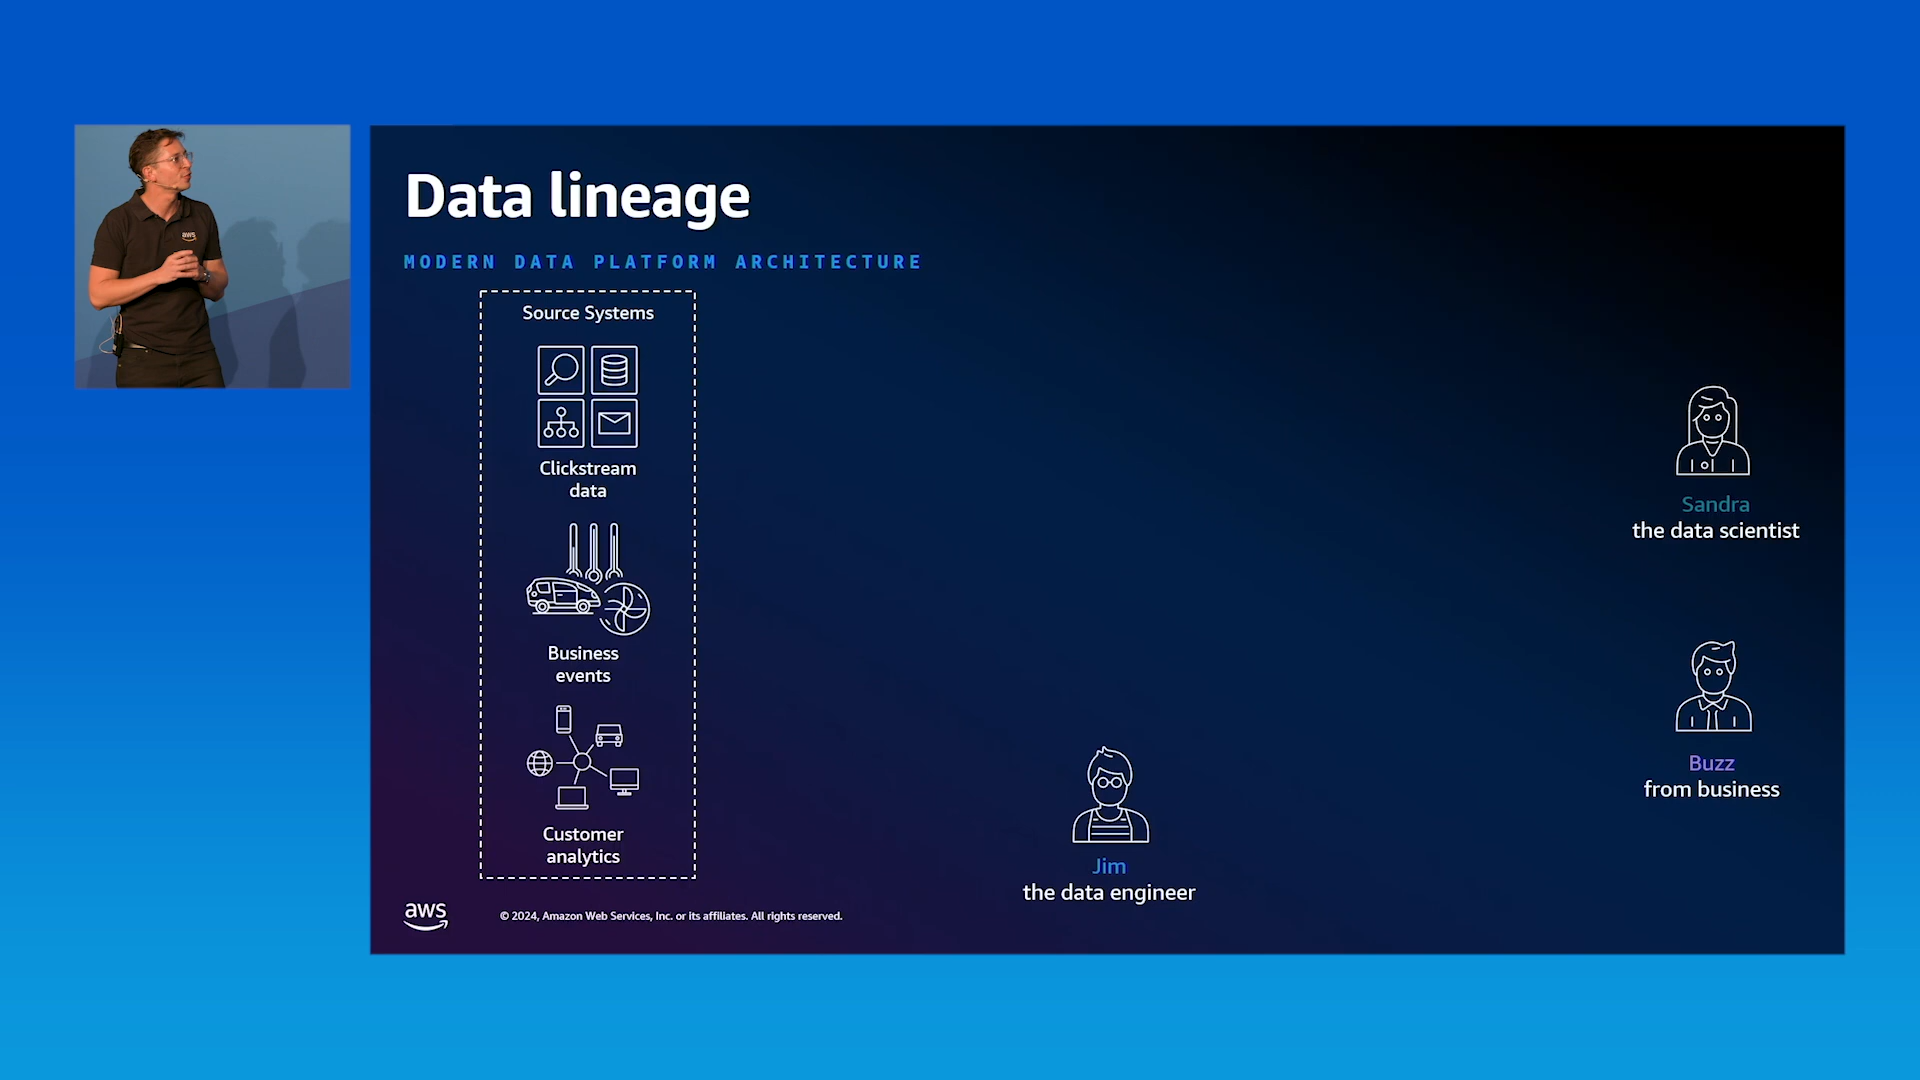 aws
Data lineage
MODERN DATA PLATFORM ARCHITECTURE
Source Systems
Clickstream
data
Business
events
Customer
analytics
Sandra
the data scientist
Buzz
from business
Jim
the data engineer
aws
© 2024, Amazon Web Services, Inc. or its affiliates. All rights reserved.